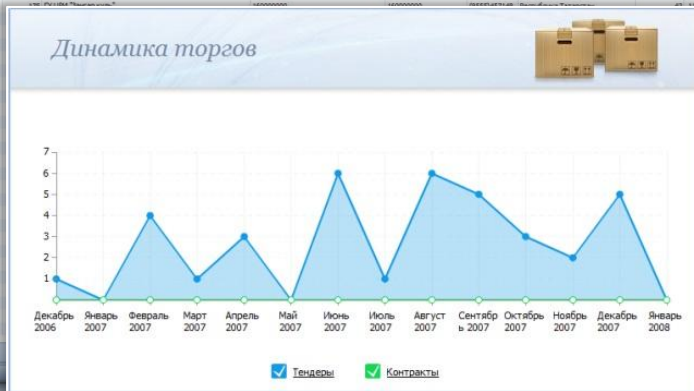 Динамика торгов
7
6
5
4
3
2
1
Декабрь 2006
Январь 2007
Февраль 2007
Март 2007
Апрель 2007
Май 2007
Июнь 2007
Июль 2007
Август 2007
Сентябрь 2007
Октябрь 2007
Ноябрь 2007
Декабрь 2007
Январь 2008
Тендеры
Контракты